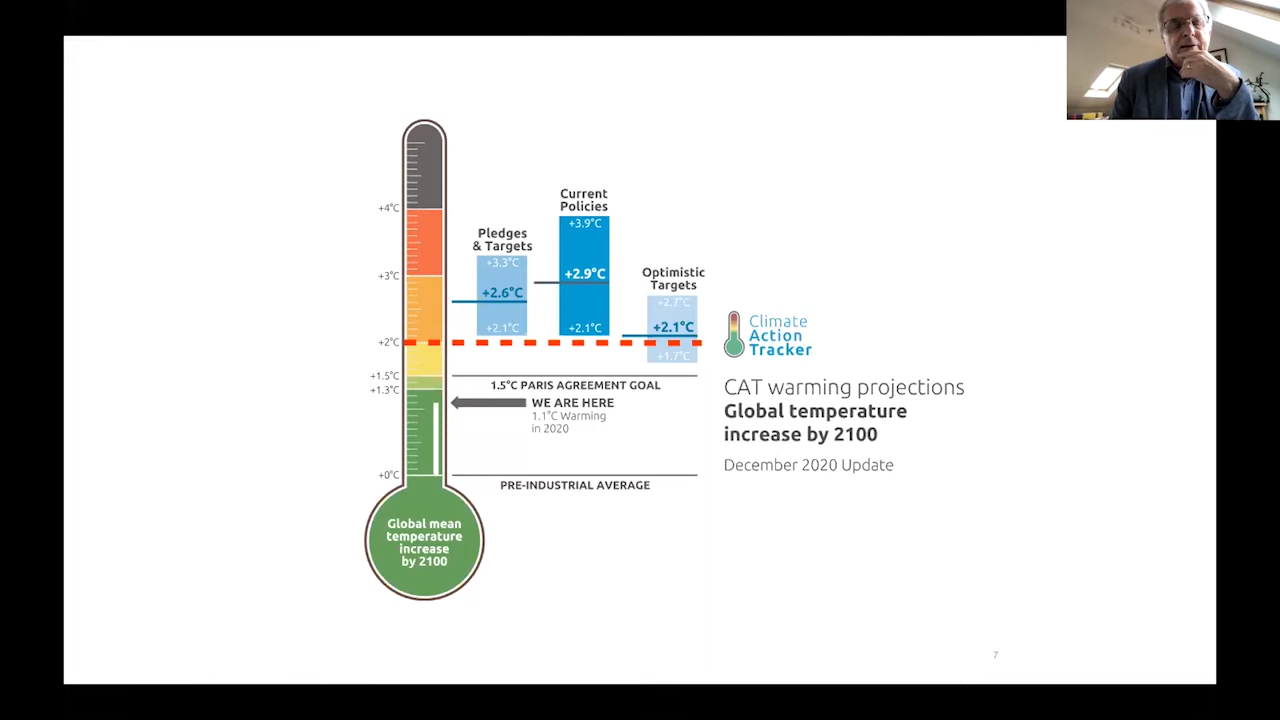 +4°C
+3°C
+2°C
+1.5°C
+1.3°C
+0°C
Global mean
temperature
increase
by 2100
Pledges
& Targets
+3.3°C
+2.6°C
+2.1°C
Current
Policies
+3.9°C
+2.9°C
+2.1°C
Optimistic
Targets
+2.7°C
+2.1°C
+1.7°C
1.5°C PARIS AGREEMENT GOAL
WE ARE HERE
1.1°C Warming
in 2020
PRE-INDUSTRIAL AVERAGE
Climate
Action
Tracker
CAT warming projections
Global temperature
increase by 2100
December 2020 Update
7